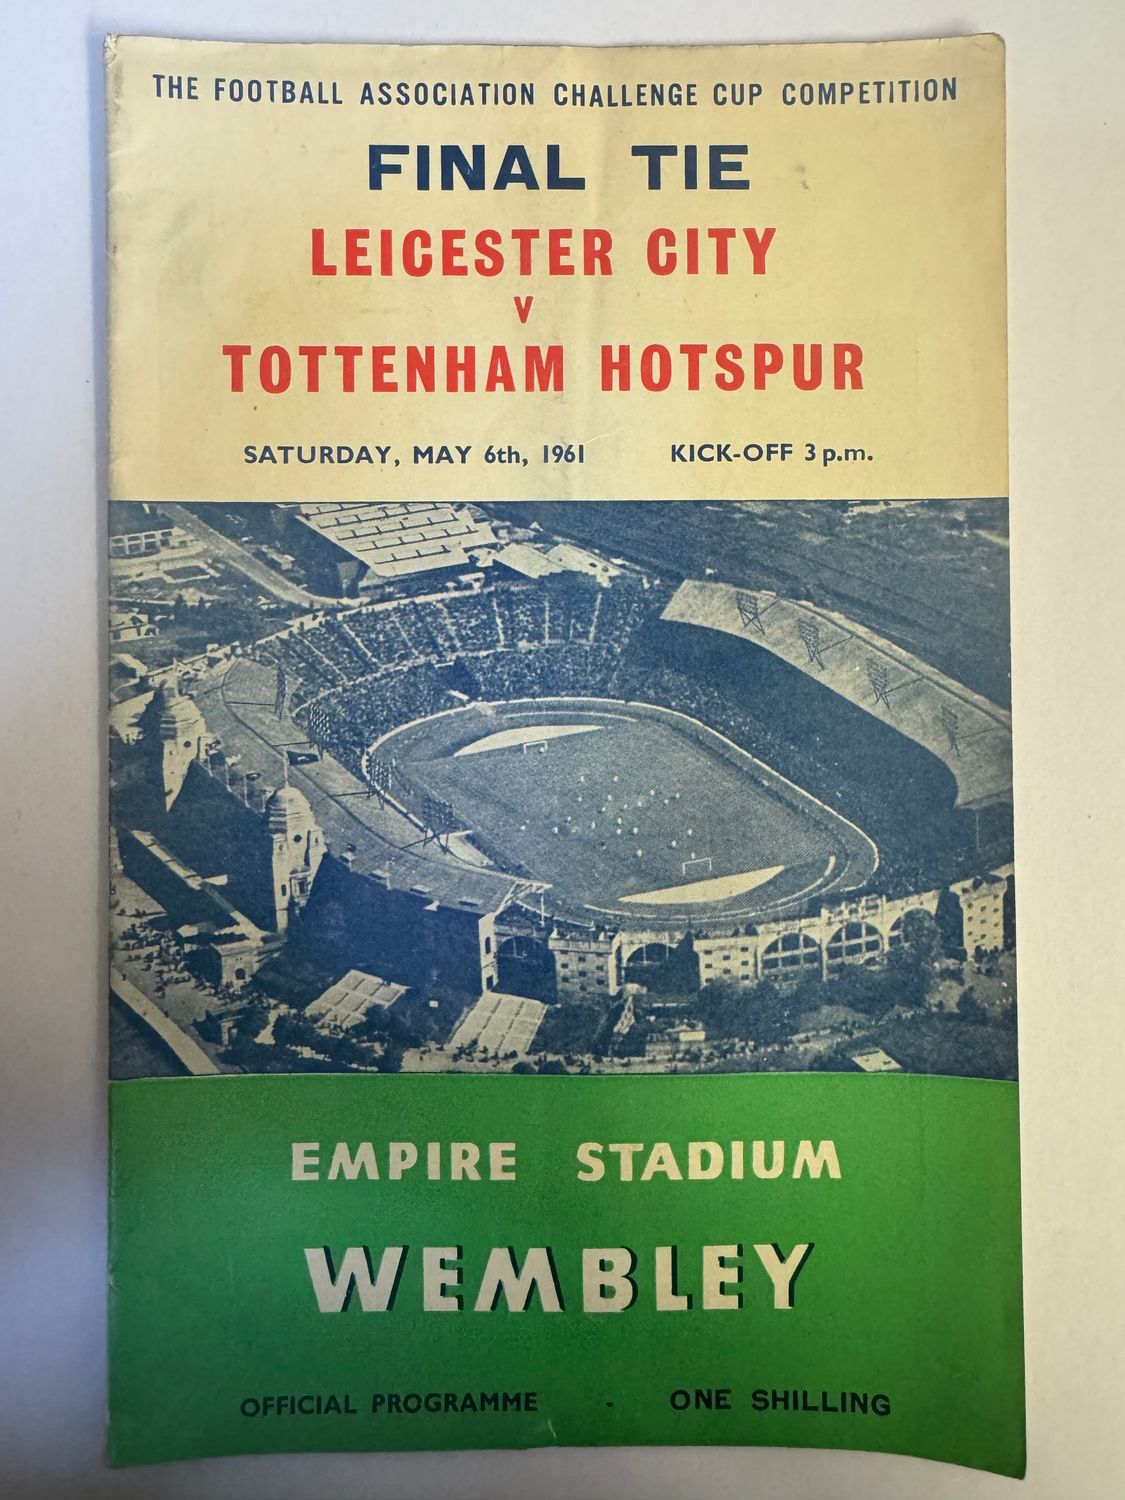 THE FOOTBALL ASSOCIATION CHALLENGE CUP COMPETITION
FINAL TIE
LEICESTER CITY
V
TOTTENHAM HOTSPUR
SATURDAY, MAY 6th, 1961 KICK-OFF 3 p.m.
EMPIRE STADIUM
WEMBLEY
OFFICIAL PROGRAMME - ONE SHILLING